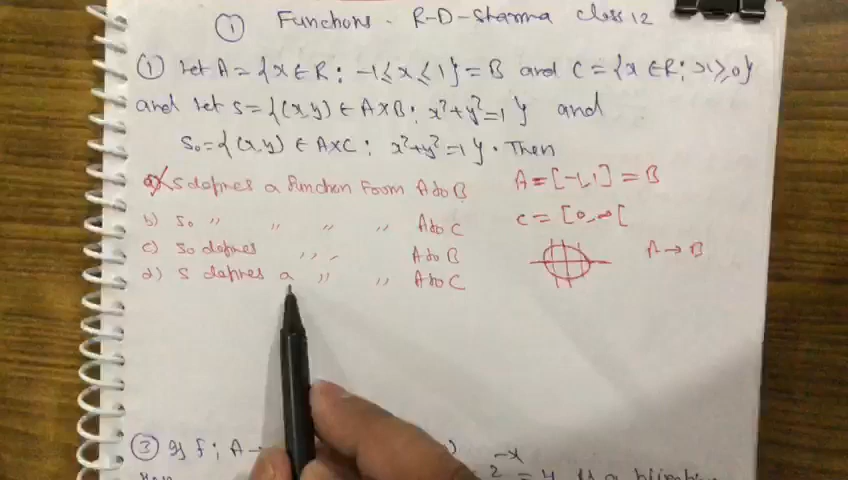 ① Functions - R-D-Sharma class 12
① Let A = {x ∈ R : -1 ≤ x ≤ 1} = B and C = {x ∈ R ; x ≥, 0}
and let S = {(x,y) ∈ A×B : x²+y²=1} and
S₀ = {(x,y) ∈ A×C : x²+y²=1}. Then
a) S defines a function from A to B
A = [-1,1] = B
b) S₀ " " " " A to C
C = [0,∞[
c) S₀ defines " " A to B
A → B
d) S defines a " " A to C
③ If f : A →
2^-x